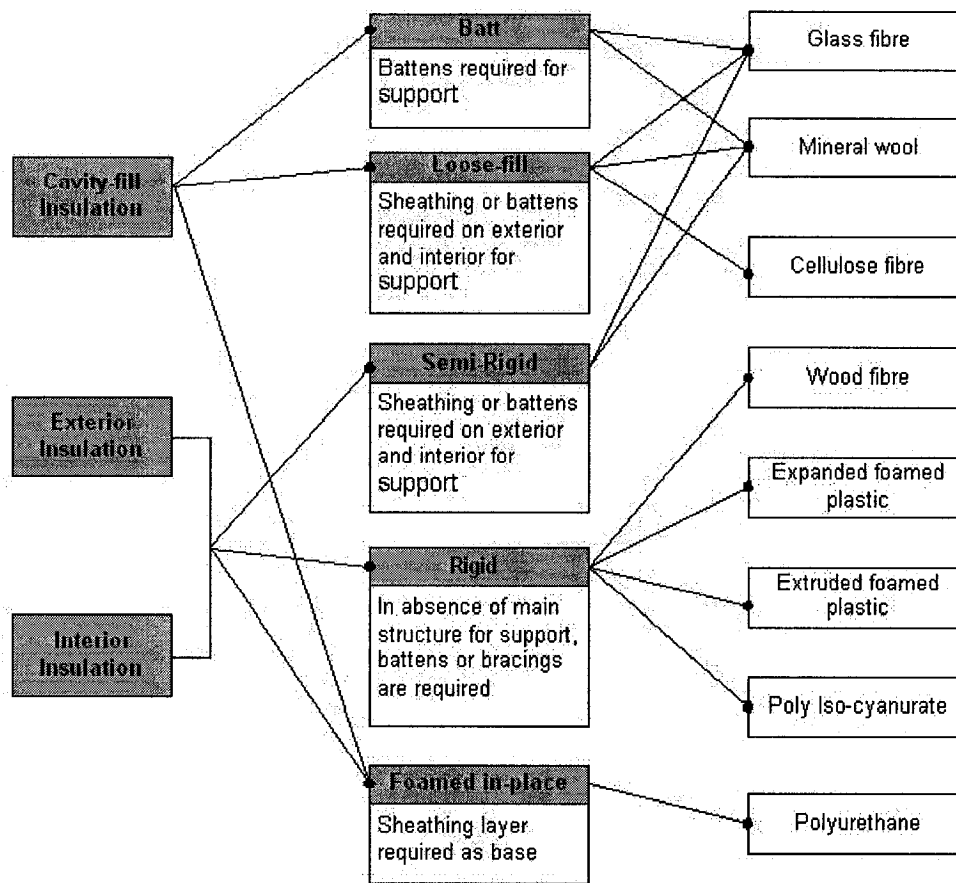 Cavity-fill
Insulation
Exterior
Insulation
Interior
Insulation
Batt
Battens required for
support
Loose-fill
Sheathing or battens
required on exterior
and interior for
support
Semi-Rigid
Sheathing or battens
required on exterior
and interior for
support
Rigid
In absence of main
structure for support,
battens or bracings
are required
Foamed in-place
Sheathing layer
required as base
Glass fibre
Mineral wool
Cellulose fibre
Wood fibre
Expanded foamed
plastic
Extruded foamed
plastic
Poly Iso-cyanurate
Polyurethane